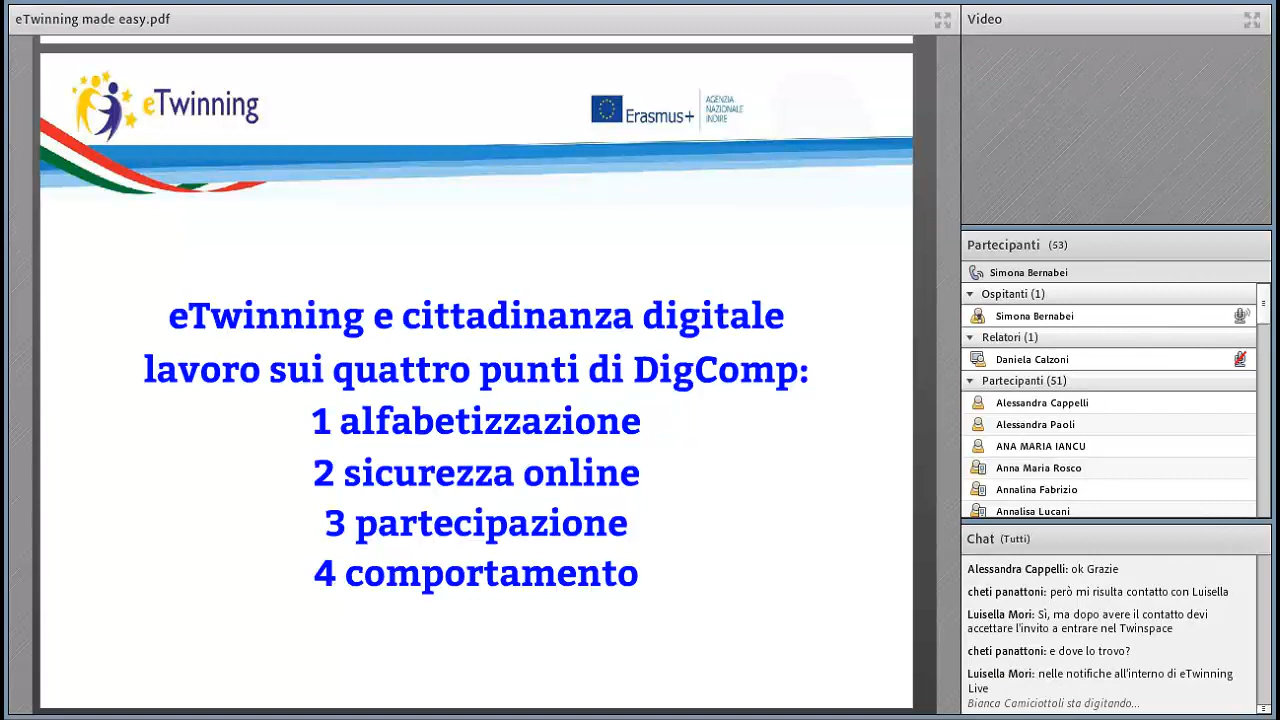 eTwinning made easy.pdf
eTwinning
Erasmus+
AGENZIA
NAZIONALE
INDIRE
eTwinning e cittadinanza digitale
lavoro sui quattro punti di DigComp:
1 alfabetizzazione
2 sicurezza online
3 partecipazione
4 comportamento
Video
Partecipanti (53)
Simona Bernabei
Ospitanti (1)
Simona Bernabei
Relatori (1)
Daniela Calzoni
Partecipanti (51)
Alessandra Cappelli
Alessandra Paoli
ANA MARIA IANCU
Anna Maria Rosco
Annalina Fabrizio
Annalisa Lucani
Chat (Tutti)
Alessandra Cappelli: ok Grazie
cheti panattoni: però mi risulta contatto con Luisella
Luisella Mori: Sì, ma dopo avere il contatto devi
accettare l'invito a entrare nel Twinspace
cheti panattoni: e dove lo trovo?
Luisella Mori: nelle notifiche all'interno di eTwinning
Live
Bianca Camiciottoli sta digitando...